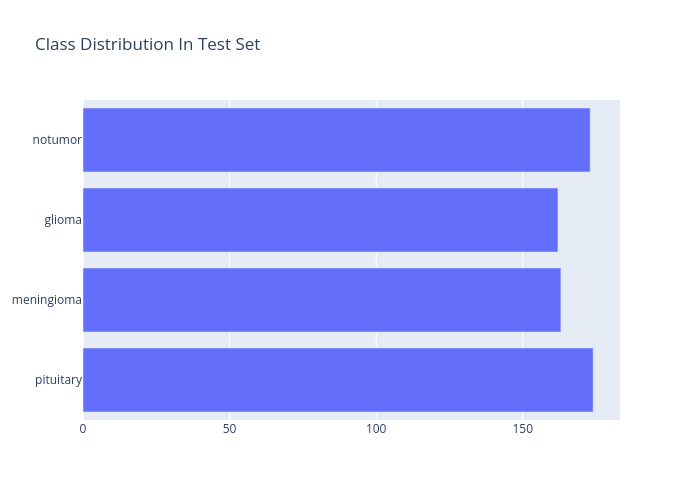 Class Distribution In Test Set
notumor
glioma
meningioma
pituitary
0 50 100 150